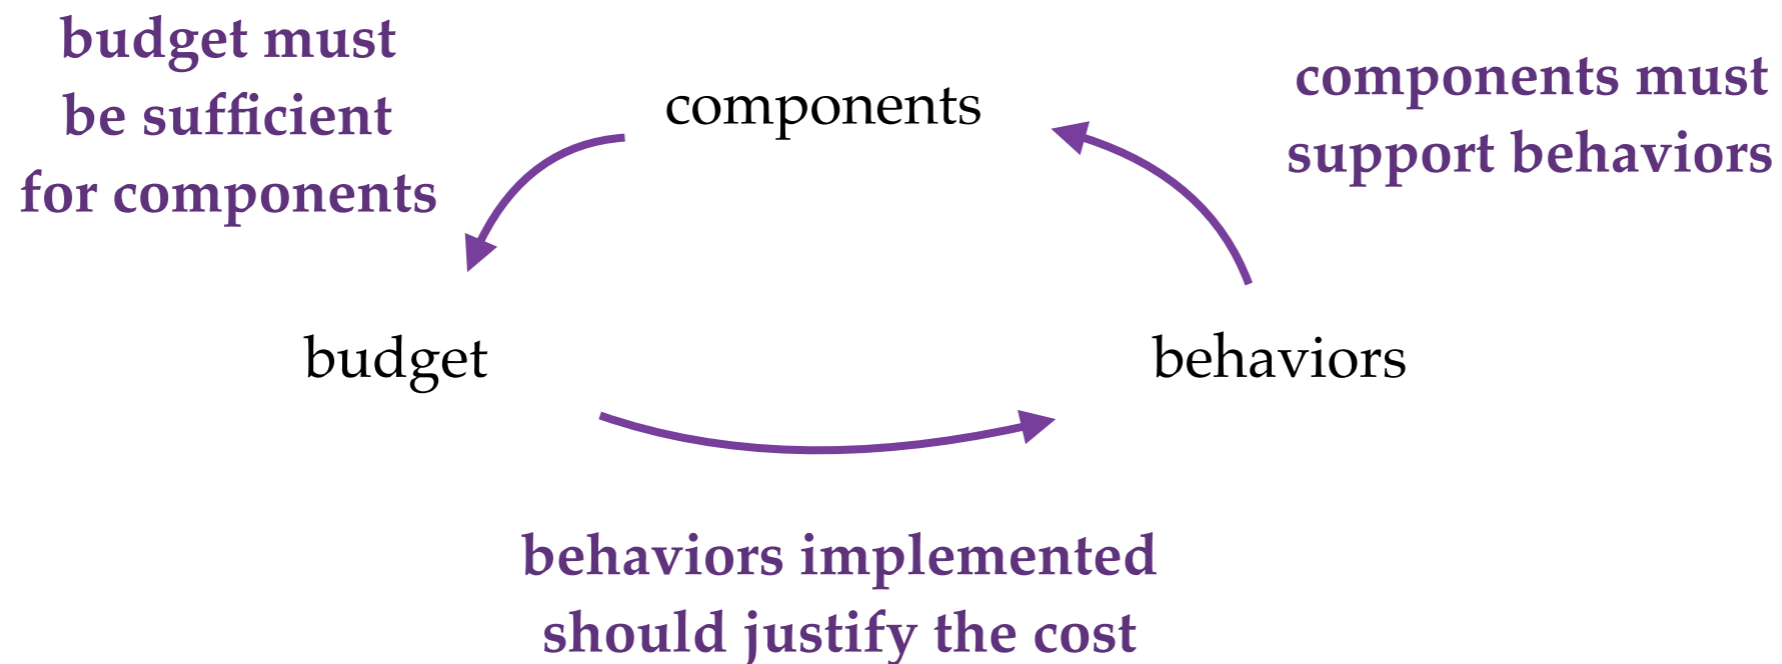 budget must
be sufficient
for components
components
components must
support behaviors
budget
behaviors
behaviors implemented
should justify the cost